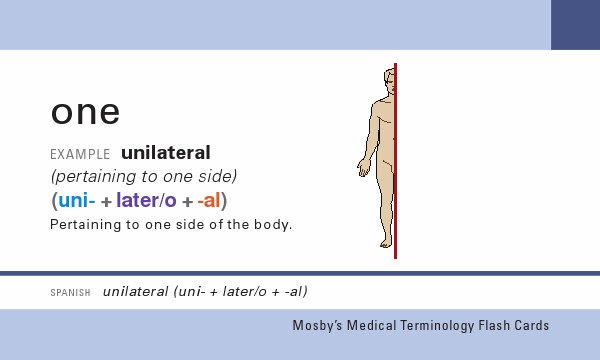 one
EXAMPLE unilateral
(pertaining to one side)
(uni- + later/o + -al)
Pertaining to one side of the body.
SPANISH unilateral (uni- + later/o + -al)
Mosby's Medical Terminology Flash Cards